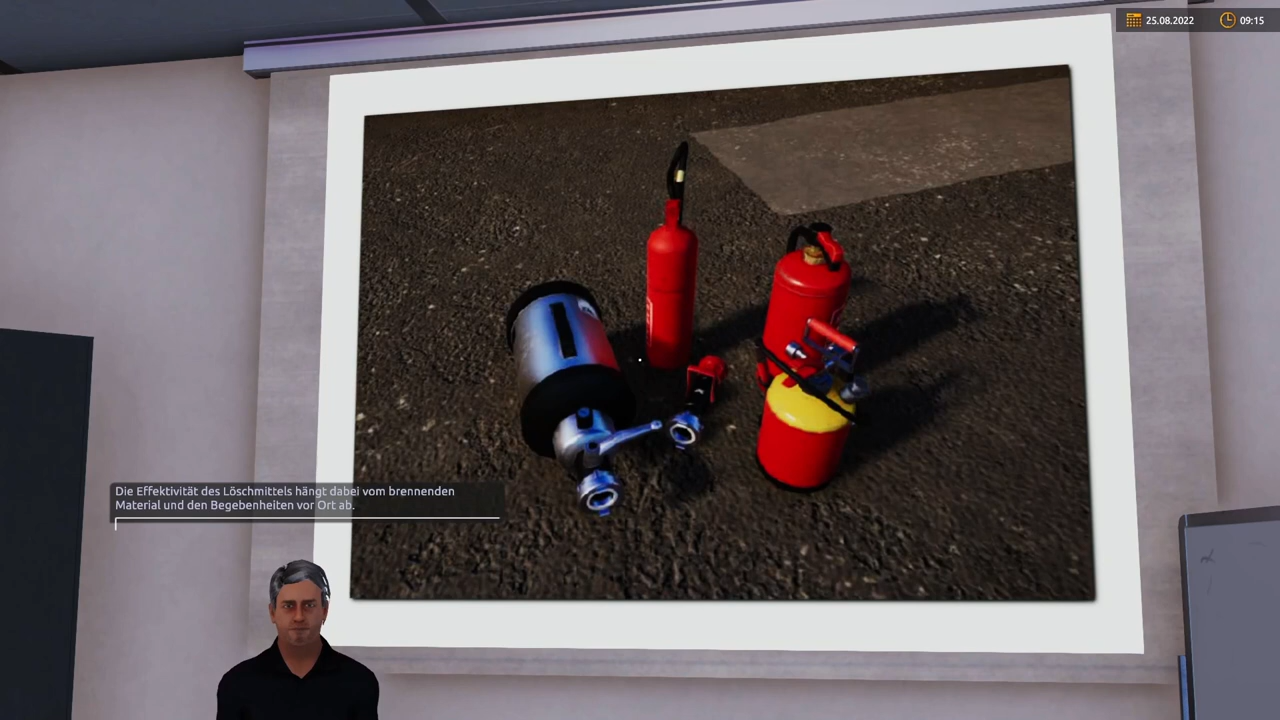 25.08.2022
09:15
Die Effektivität des Löschmittels hängt dabei vom brennenden
Material und den Begebenheiten vor Ort ab.